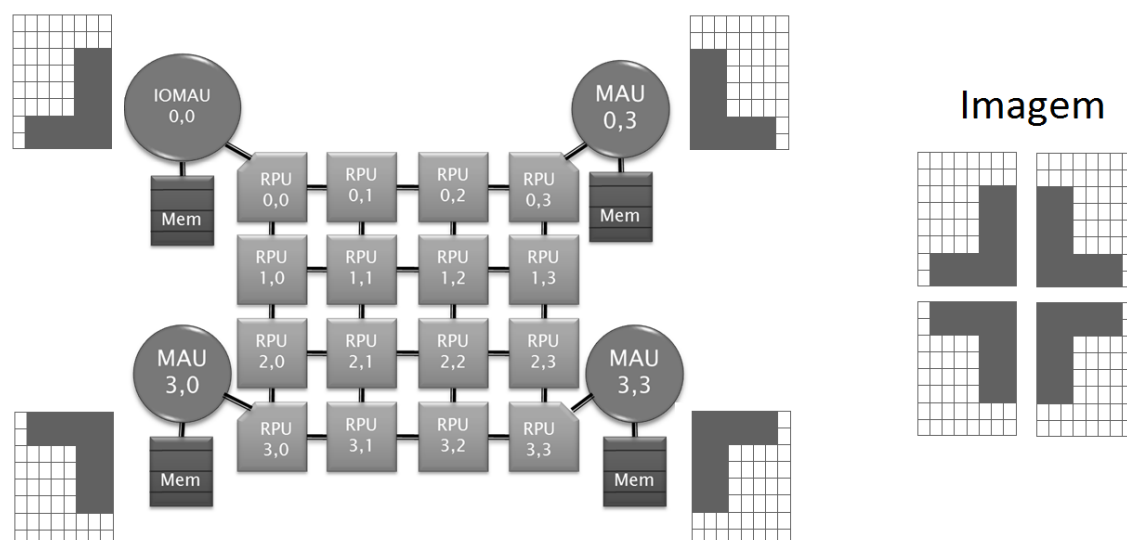 IOMAU
0,0
MAU
0,3
Imagem
RPU
0,0
RPU
0,1
RPU
0,2
RPU
0,3
Mem
Mem
RPU
1,0
RPU
1,1
RPU
1,2
RPU
1,3
MAU
3,0
RPU
2,0
RPU
2,1
RPU
2,2
RPU
2,3
MAU
3,3
RPU
3,0
RPU
3,1
RPU
3,2
RPU
3,3
Mem
Mem